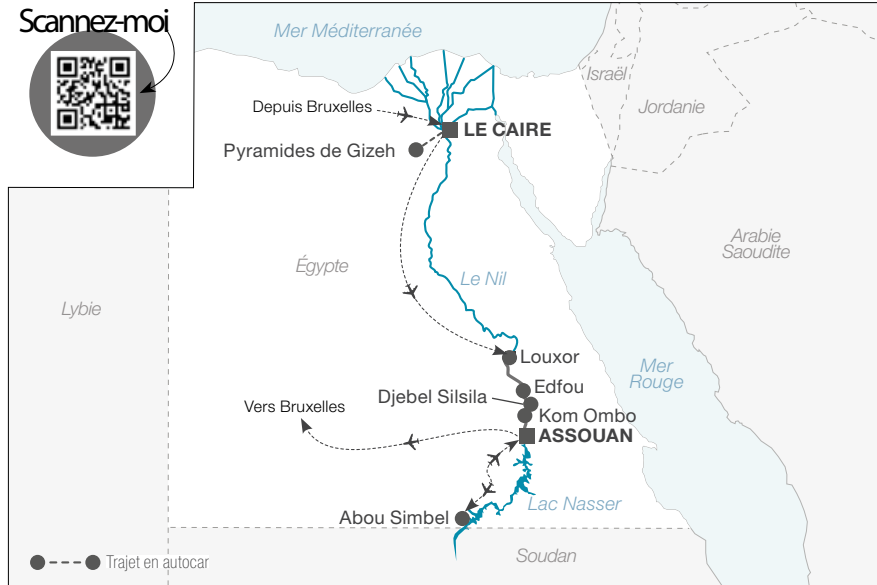 Scannez-moi
Mer Méditerranée
Israël
Jordanie
Depuis Bruxelles
LE CAIRE
Pyramides de Gizeh
Arabie
Saoudite
Égypte
Le Nil
Lybie
Louxor
Mer
Rouge
Edfou
Djebel Silsila
Vers Bruxelles
Kom Ombo
ASSOUAN
Lac Nasser
Abou Simbel
Soudan
Trajet en autocar